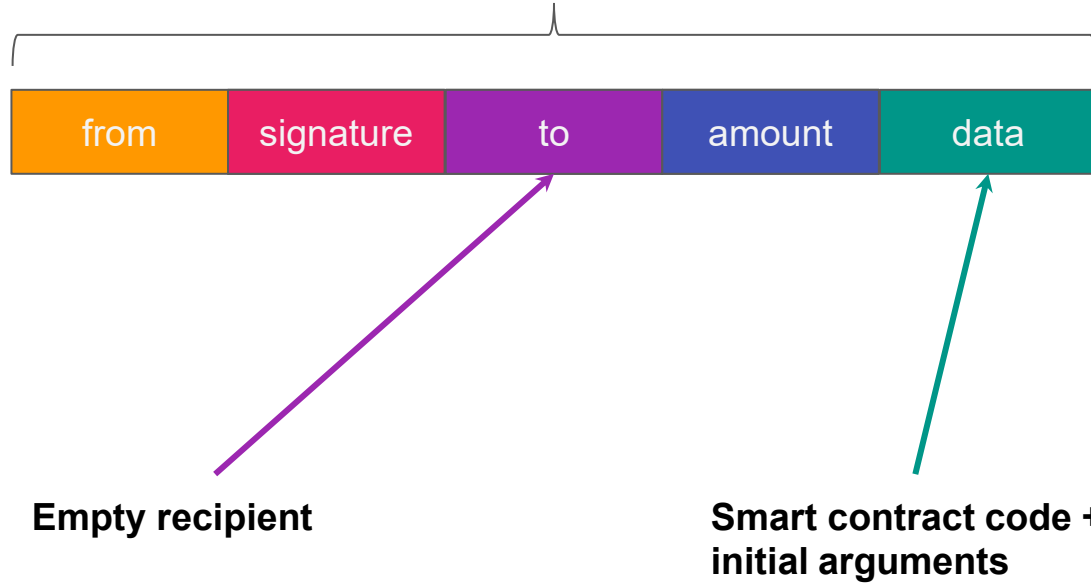 from signature to amount data
Empty recipient
Smart contract code +
initial arguments